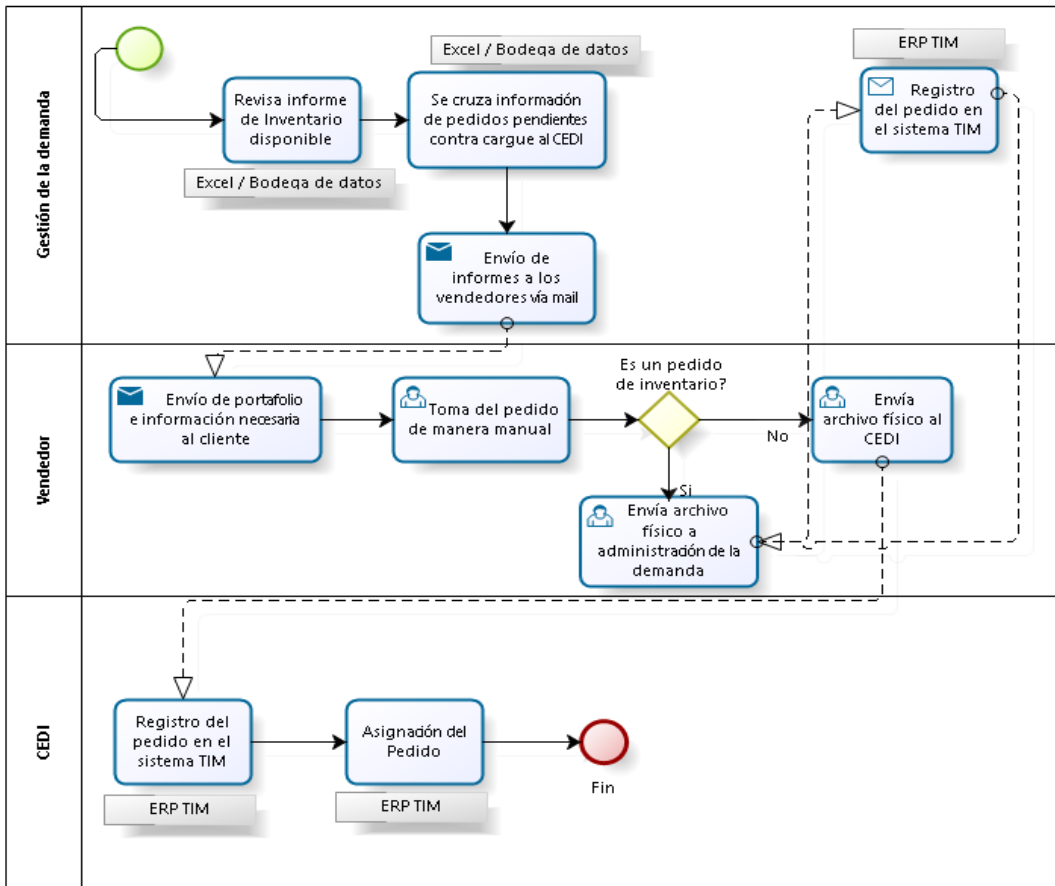 Gestión de la demanda
Revisa informe
de Inventario
disponible
Excel / Bodega de datos
Excel / Bodega de datos
Se cruza información
de pedidos pendientes
contra cargue al CEDI
Envío de
informes a los
vendedores vía mail
ERP TIM
Registro
del pedido en
el sistema TIM
Vendedor
Envío de portafolio
e información necesaria
al cliente
Toma del pedido
de manera manual
Es un pedido
de inventario?
No
Si
Envía
archivo físico al
CEDI
Envía archivo
físico a
administración de la
demanda
CEDI
Registro del
pedido en el
sistema TIM
ERP TIM
Asignación del
Pedido
ERP TIM
Fin